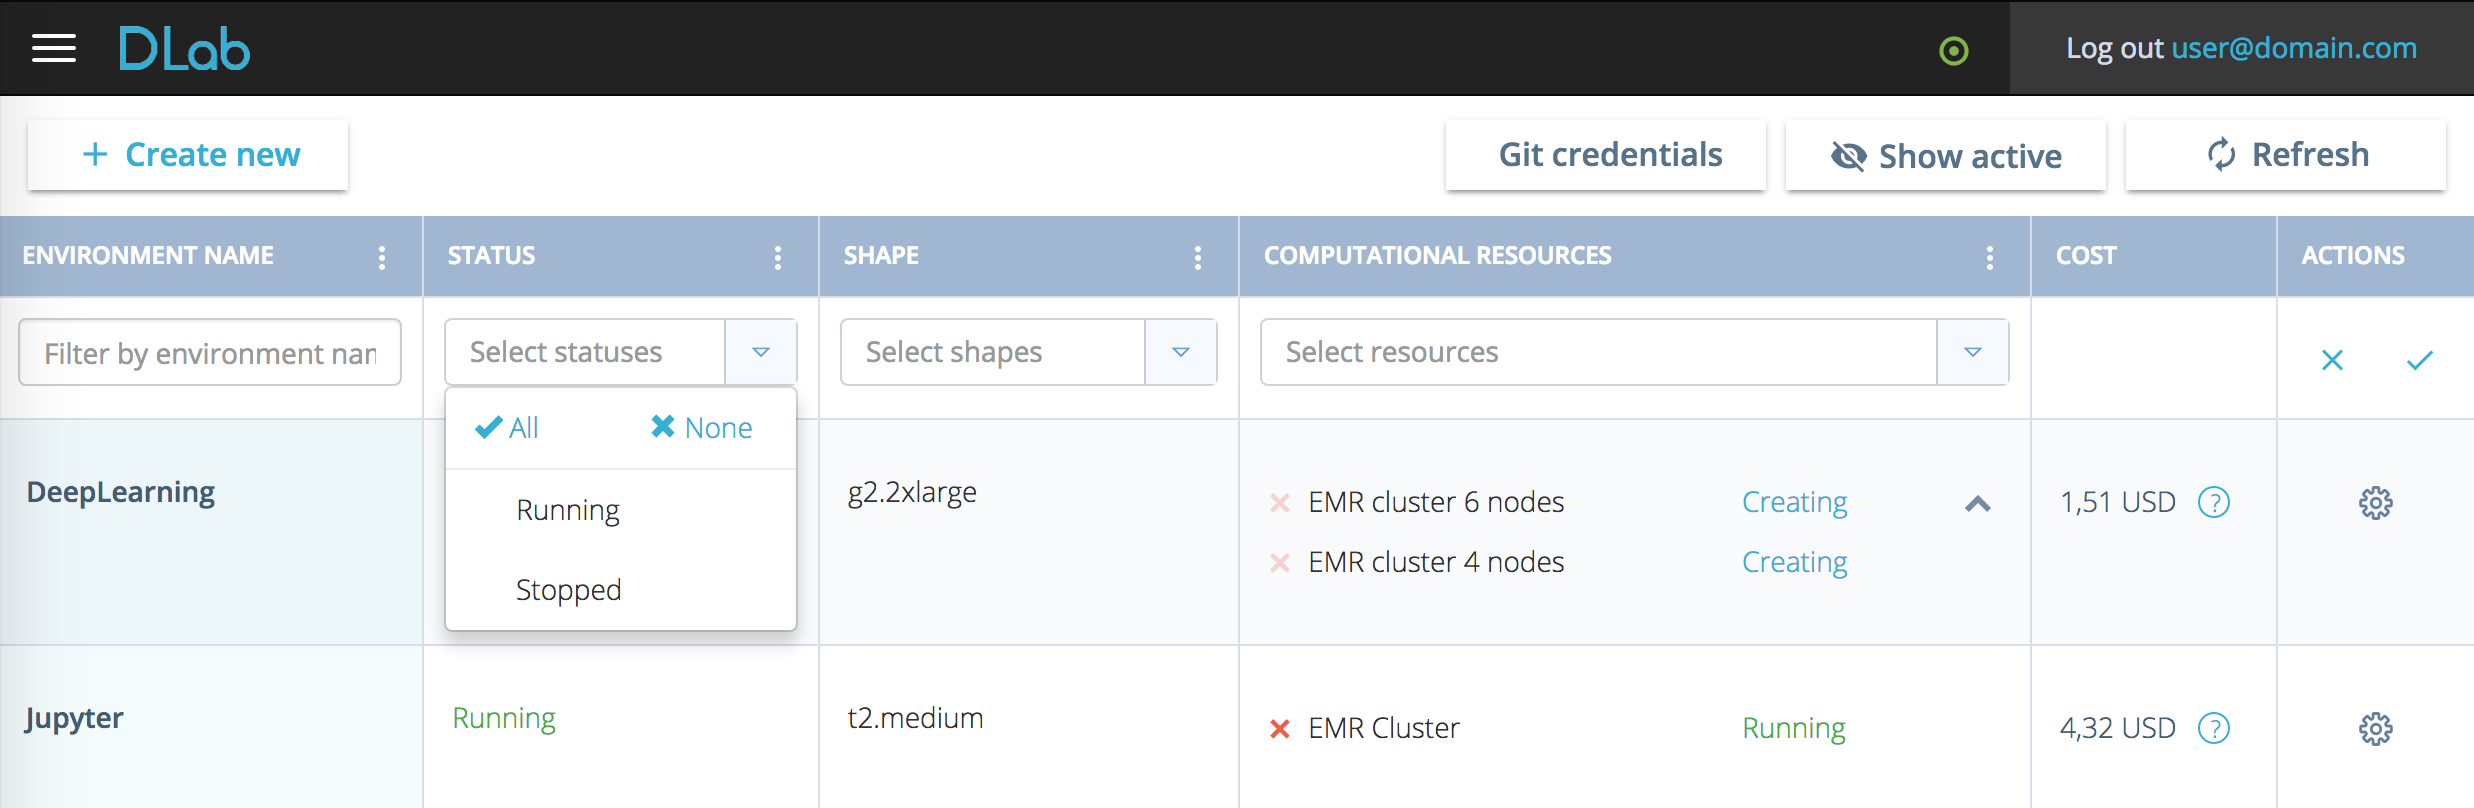 DLab
Log out user@domain.com
+ Create new
Git credentials
Show active
Refresh
ENVIRONMENT NAME
STATUS
SHAPE
COMPUTATIONAL RESOURCES
COST
ACTIONS
Filter by environment nar
Select statuses
Select shapes
Select resources
All
None
Running
Stopped
DeepLearning
g2.2xlarge
EMR cluster 6 nodes
Creating
1,51 USD
?
EMR cluster 4 nodes
Creating
Jupyter
Running
t2.medium
EMR Cluster
Running
4,32 USD
?